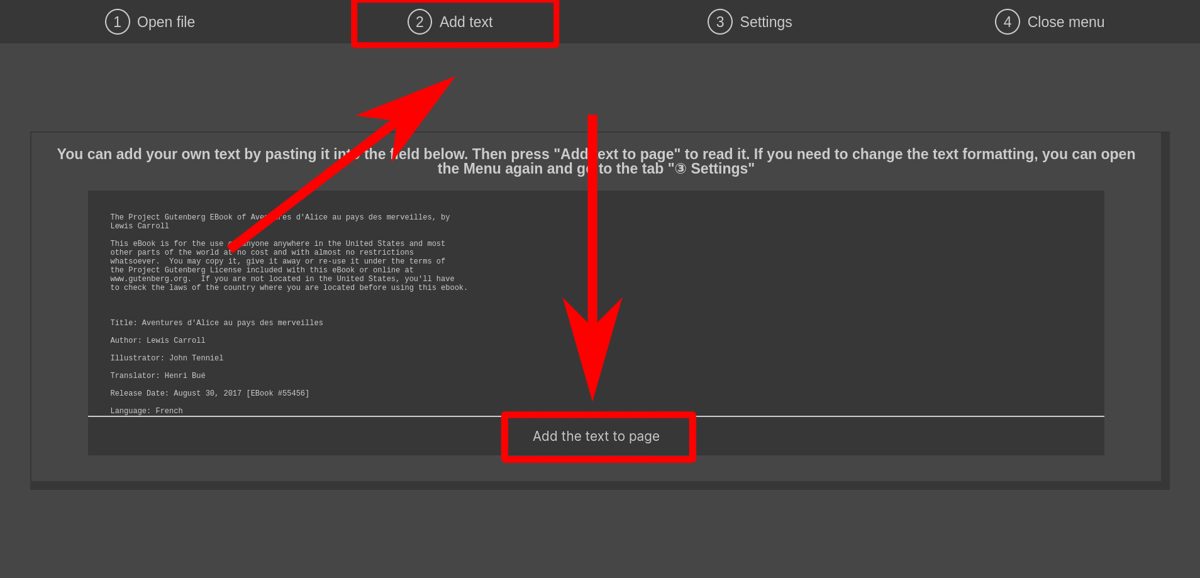 1 Open file
2 Add text
3 Settings
4 Close menu
You can add your own text by pasting it into the field below. Then press "Add text to page" to read it. If you need to change the text formatting, you can open
the Menu again and go to the tab "③ Settings"
The Project Gutenberg EBook of Aventures d'Alice au pays des merveilles, by
Lewis Carroll
This eBook is for the use of anyone anywhere in the United States and most
other parts of the world at no cost and with almost no restrictions
whatsoever.  You may copy it, give it away or re-use it under the terms of
the Project Gutenberg License included with this eBook or online at
www.gutenberg.org.  If you are not located in the United States, you'll have
to check the laws of the country where you are located before using this ebook.
Title: Aventures d'Alice au pays des merveilles
Author: Lewis Carroll
Illustrator: John Tenniel
Translator: Henri Bué
Release Date: August 30, 2017 [EBook #55456]
Language: French
Add the text to page